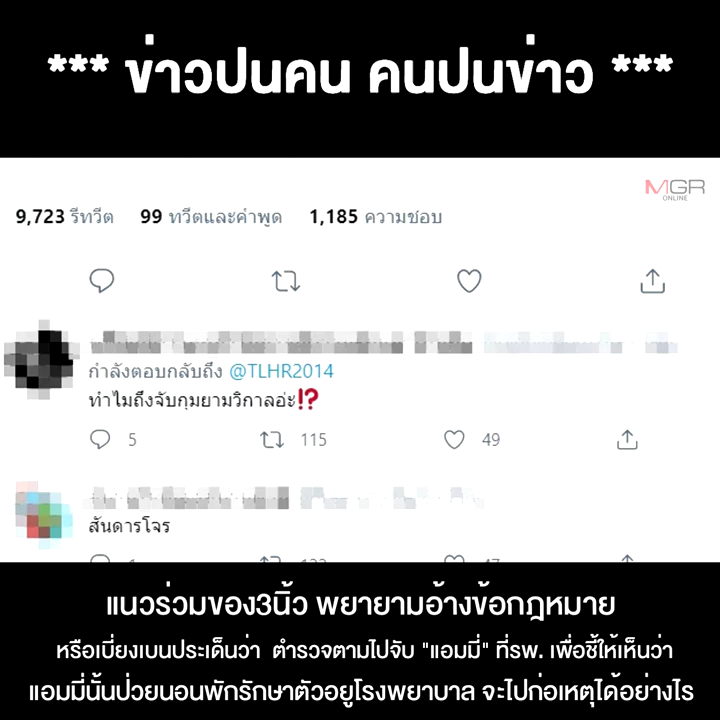 *** ข่าวปนคน คนปนข่าว ***
MGR
ONLINE
9,723 รีทวีต 99 ทวีตและคำพูด 1,185 ความชอบ
กำลังตอบกลับถึง @TLHR2014
ทำไมถึงจับกุมยามวิกาลอ่ะ⁉
5 115 49
สันดารโจร
แนวร่วมของ3นิ้ว พยายามอ้างข้อกฎหมาย
หรือเบี่ยงเบนประเด็นว่า ตำรวจตามไปจับ "แอมมี่" ที่รพ. เพื่อชี้ให้เห็นว่า
แอมมี่นั้นป่วยนอนพักรักษาตัวอยู่โรงพยาบาล จะไปก่อเหตุได้อย่างไร